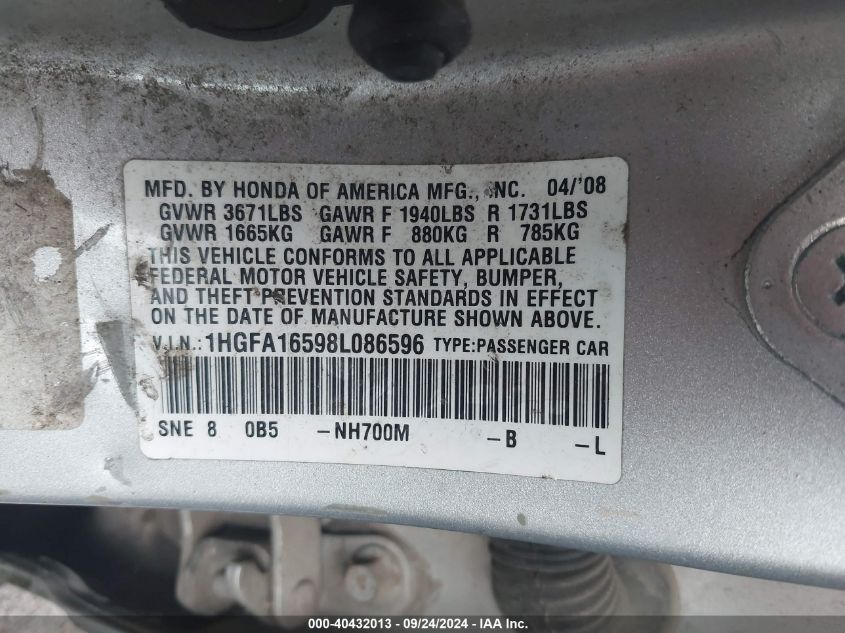 MFD. BY HONDA OF AMERICA MFG., INC. 04/'08
GVWR 3671LBS GAWR F 1940LBS R 1731LBS
GVWR 1665KG GAWR F 880KG R 785KG
THIS VEHICLE CONFORMS TO ALL APPLICABLE
FEDERAL MOTOR VEHICLE SAFETY, BUMPER,
AND THEFT PREVENTION STANDARDS IN EFFECT
ON THE DATE OF MANUFACTURE SHOWN ABOVE.
V.I.N.: 1HGFA16598L086596 TYPE:PASSENGER CAR
SNE 8 0B5 -NH700M -B -L
000-40432013 - 09/24/2024 - IAA Inc.